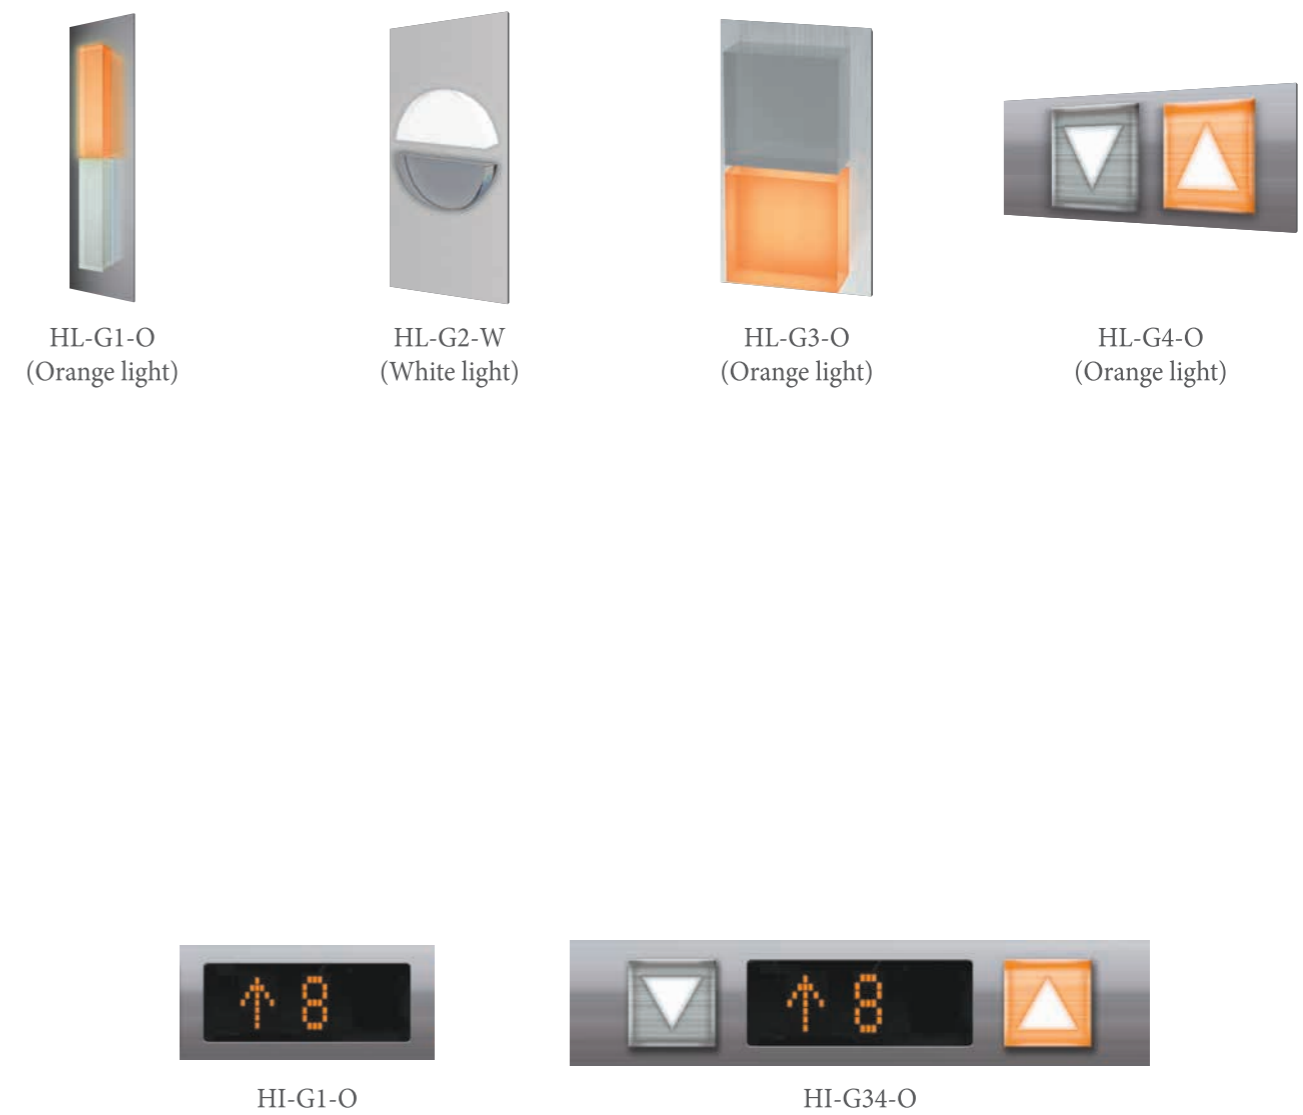 HL-G1-O
(Orange light)
HL-G2-W
(White light)
HL-G3-O
(Orange light)
HL-G4-O
(Orange light)
↑ 8
↑ 8
HI-G1-O
HI-G34-O